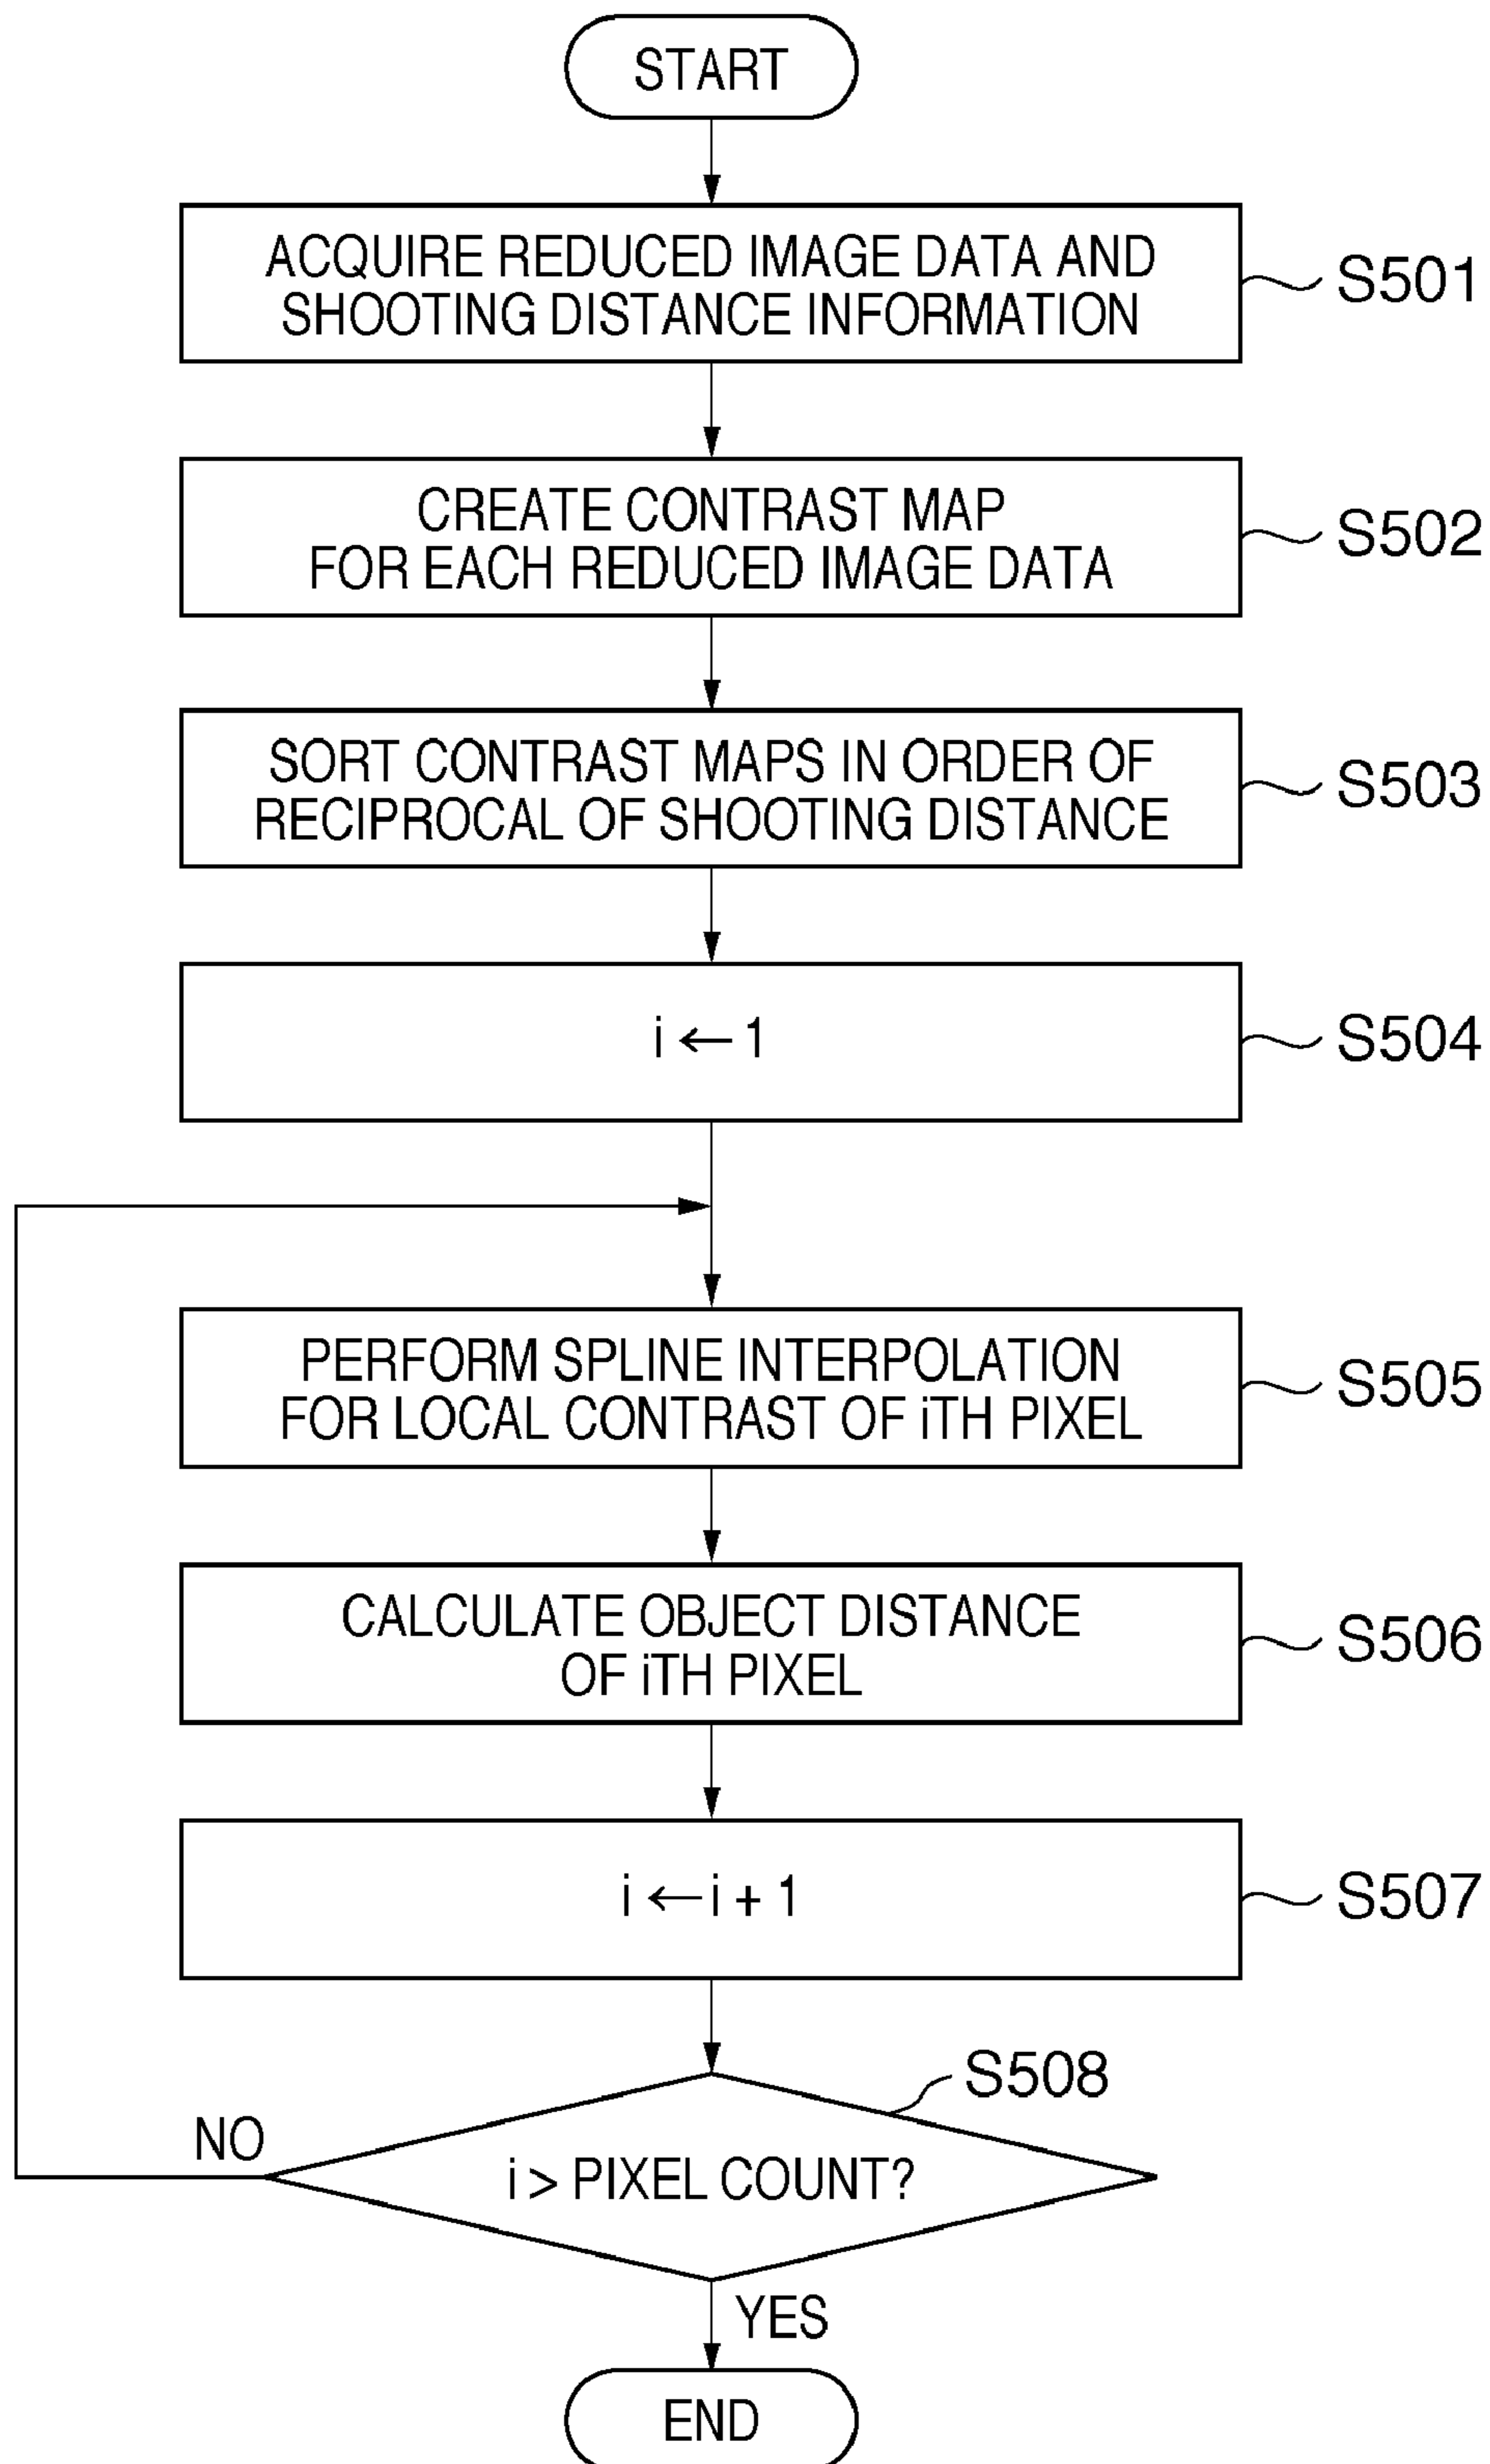 START
ACQUIRE REDUCED IMAGE DATA AND
SHOOTING DISTANCE INFORMATION
S501
CREATE CONTRAST MAP
FOR EACH REDUCED IMAGE DATA
S502
SORT CONTRAST MAPS IN ORDER OF
RECIPROCAL OF SHOOTING DISTANCE
S503
i ← 1
S504
PERFORM SPLINE INTERPOLATION
FOR LOCAL CONTRAST OF iTH PIXEL
S505
CALCULATE OBJECT DISTANCE
OF iTH PIXEL
S506
i ← i + 1
S507
S508
NO
i > PIXEL COUNT?
YES
END